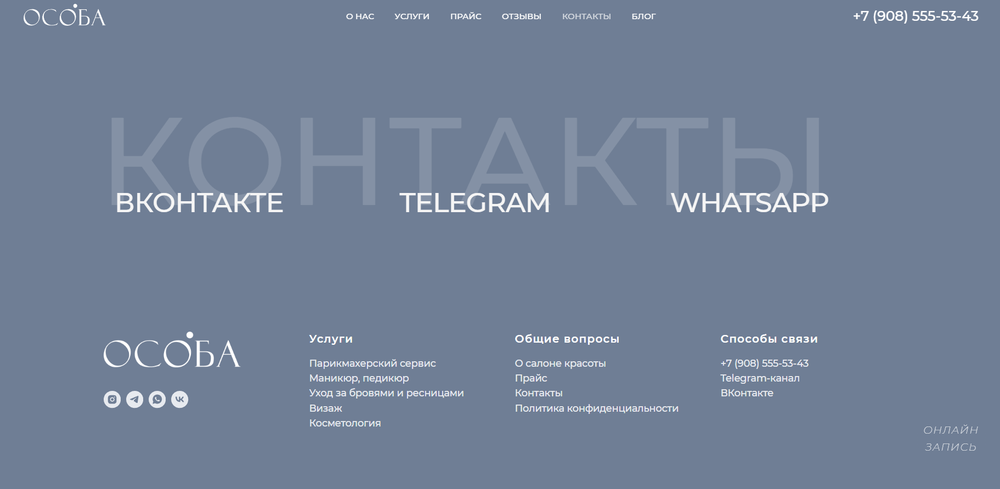 ОСОБА
О НАС УСЛУГИ ПРАЙС ОТЗЫВЫ КОНТАКТЫ БЛОГ
+7 (908) 555-53-43
КОНТАКТЫ
ВКОНТАКТЕ TELEGRAM WHATSAPP
ОСОБА
Услуги
Парикмахерский сервис
Маникюр, педикюр
Уход за бровями и ресницами
Визаж
Косметология
Общие вопросы
О салоне красоты
Прайс
Контакты
Политика конфиденциальности
Способы связи
+7 (908) 555-53-43
Telegram-канал
ВКонтакте
ОНЛАЙН
ЗАПИСЬ